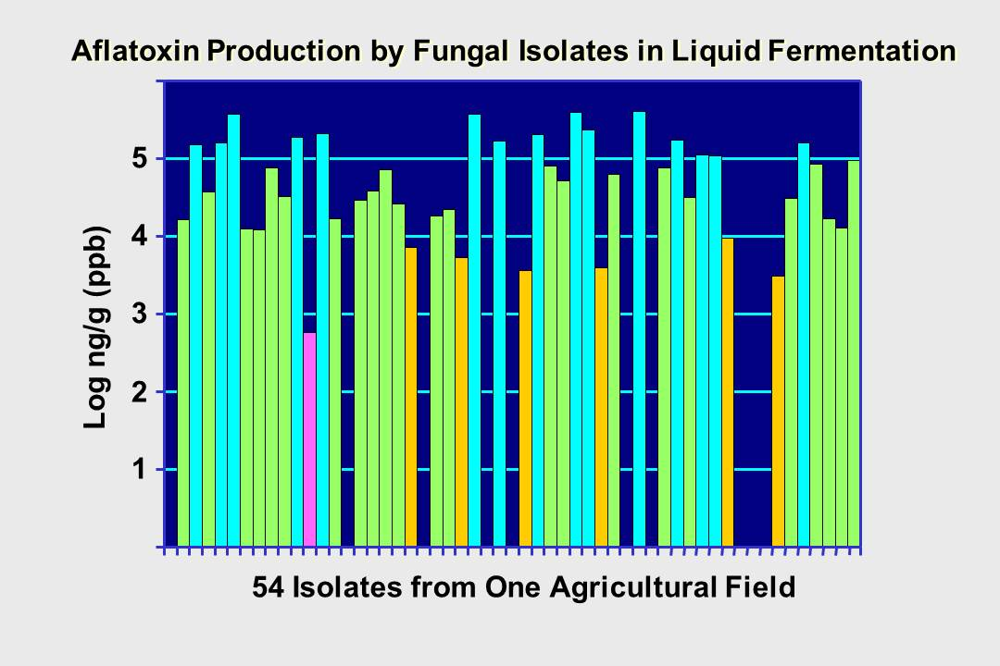 Aflatoxin Production by Fungal Isolates in Liquid Fermentation
5
4
3
2
1
Log ng/g (ppb)
54 Isolates from One Agricultural Field